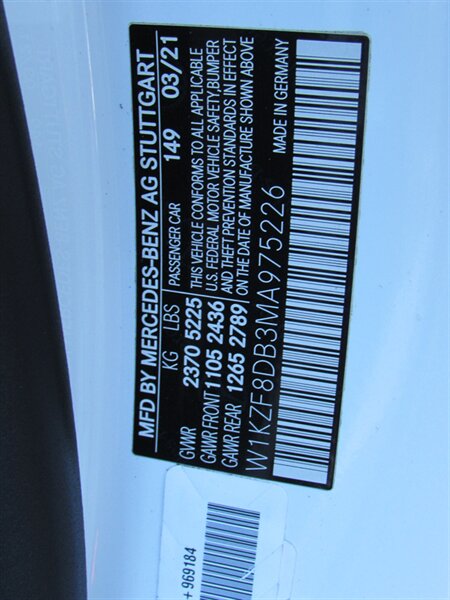 MFD BY MERCEDES-BENZ AG STUTTGART
KG LBS PASSENGER CAR 149 03/21
GVWR 2370 5225 THIS VEHICLE CONFORMS TO ALL APPLICABLE
GAWR FRONT 1105 2436 U.S. FEDERAL MOTOR VEHICLE SAFETY,BUMPER
GAWR REAR 1265 2789 AND THEFT PREVENTION STANDARDS IN EFFECT
ON THE DATE OF MANUFACTURE SHOWN ABOVE
W1KZF8DB3MA975226
MADE IN GERMANY
+ 969184